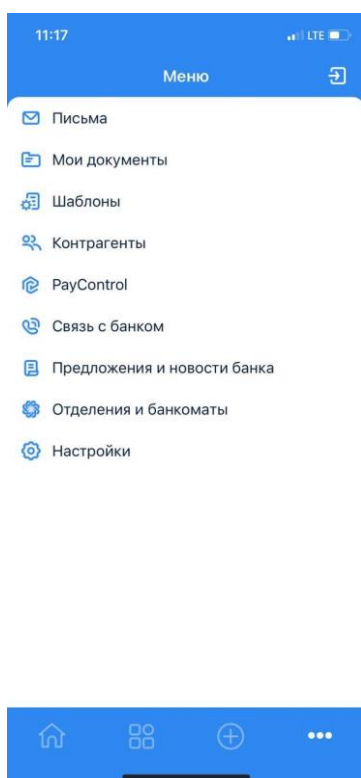 11:17
LTE
Меню
Письма
Мои документы
Шаблоны
Контрагенты
PayControl
Связь с банком
Предложения и новости банка
Отделения и банкоматы
Настройки